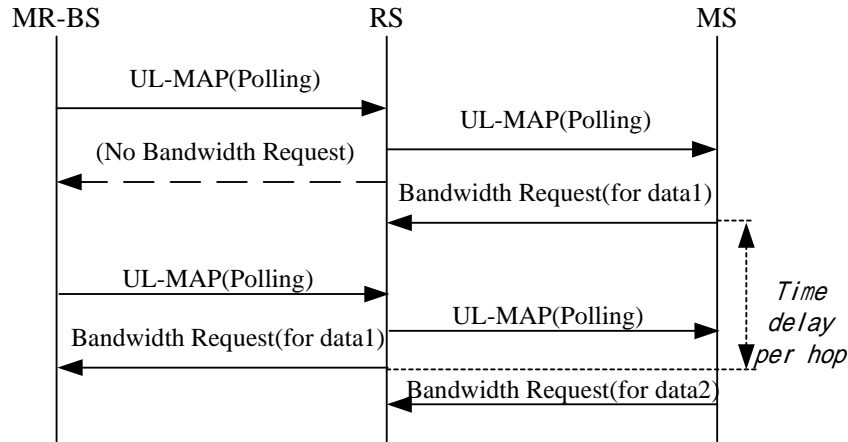 MR-BS RS MS
UL-MAP(Polling)
UL-MAP(Polling)
(No Bandwidth Request)
Bandwidth Request(for data1)
UL-MAP(Polling)
Time
delay
per hop
UL-MAP(Polling)
Bandwidth Request(for data1)
Bandwidth Request(for data2)